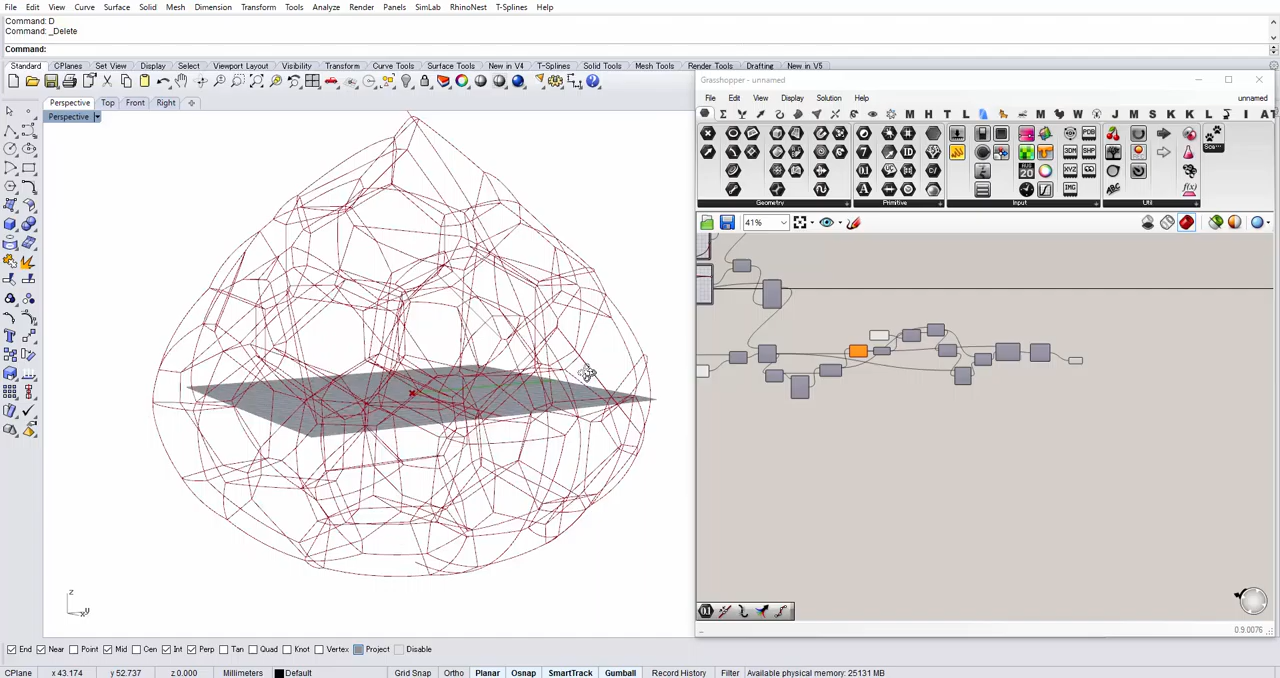 File Edit View Curve Surface Solid Mesh Dimension Transform Tools Analyze Render Panels SimLab RhinoNest T-Splines Help
Command: D
Command: _Delete
Command:
Standard CPlanes Set View Display Select Viewport Layout Visibility Transform Curve Tools Surface Tools Solid Tools Mesh Tools Render Tools Drafting New in V5
New in V4 T-Splines
Perspective Top Front Right
Perspective
Grasshopper - unnamed
File Edit View Display Solution Help
unnamed
M H T L J M W J M S K K L I AT
Geometry Primitive Input Util
41%
z
x y
0.9.0076
End Near Point Mid Cen Int Perp Tan Quad Knot Vertex Project Disable
CPlane x 43.174 y 52.737 z 0.000 Millimeters Default Grid Snap Ortho Planar Osnap SmartTrack Gumball Record History Filter Available physical memory: 25131 MB